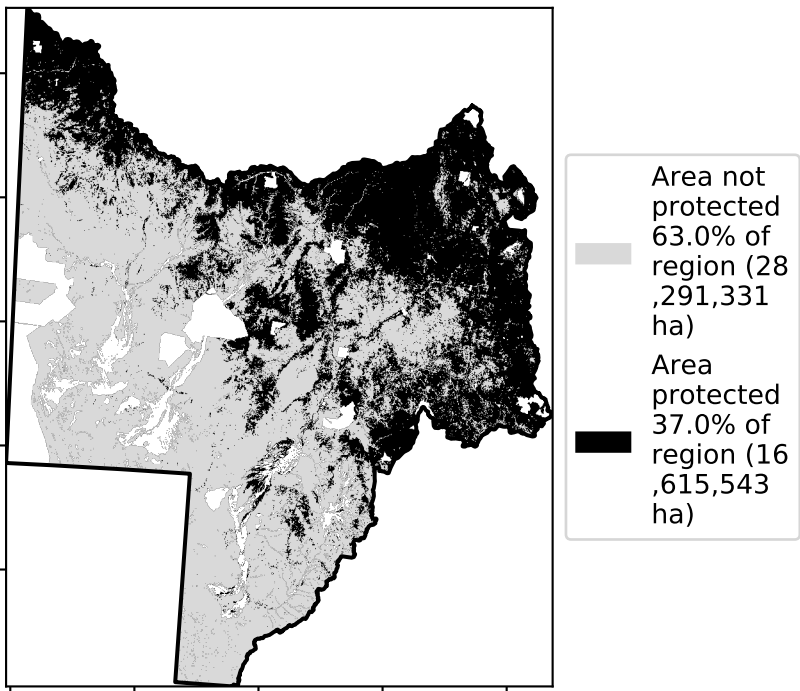 Area not
protected
63.0% of
region (28
,291,331
ha)
Area
protected
37.0% of
region (16
,615,543
ha)